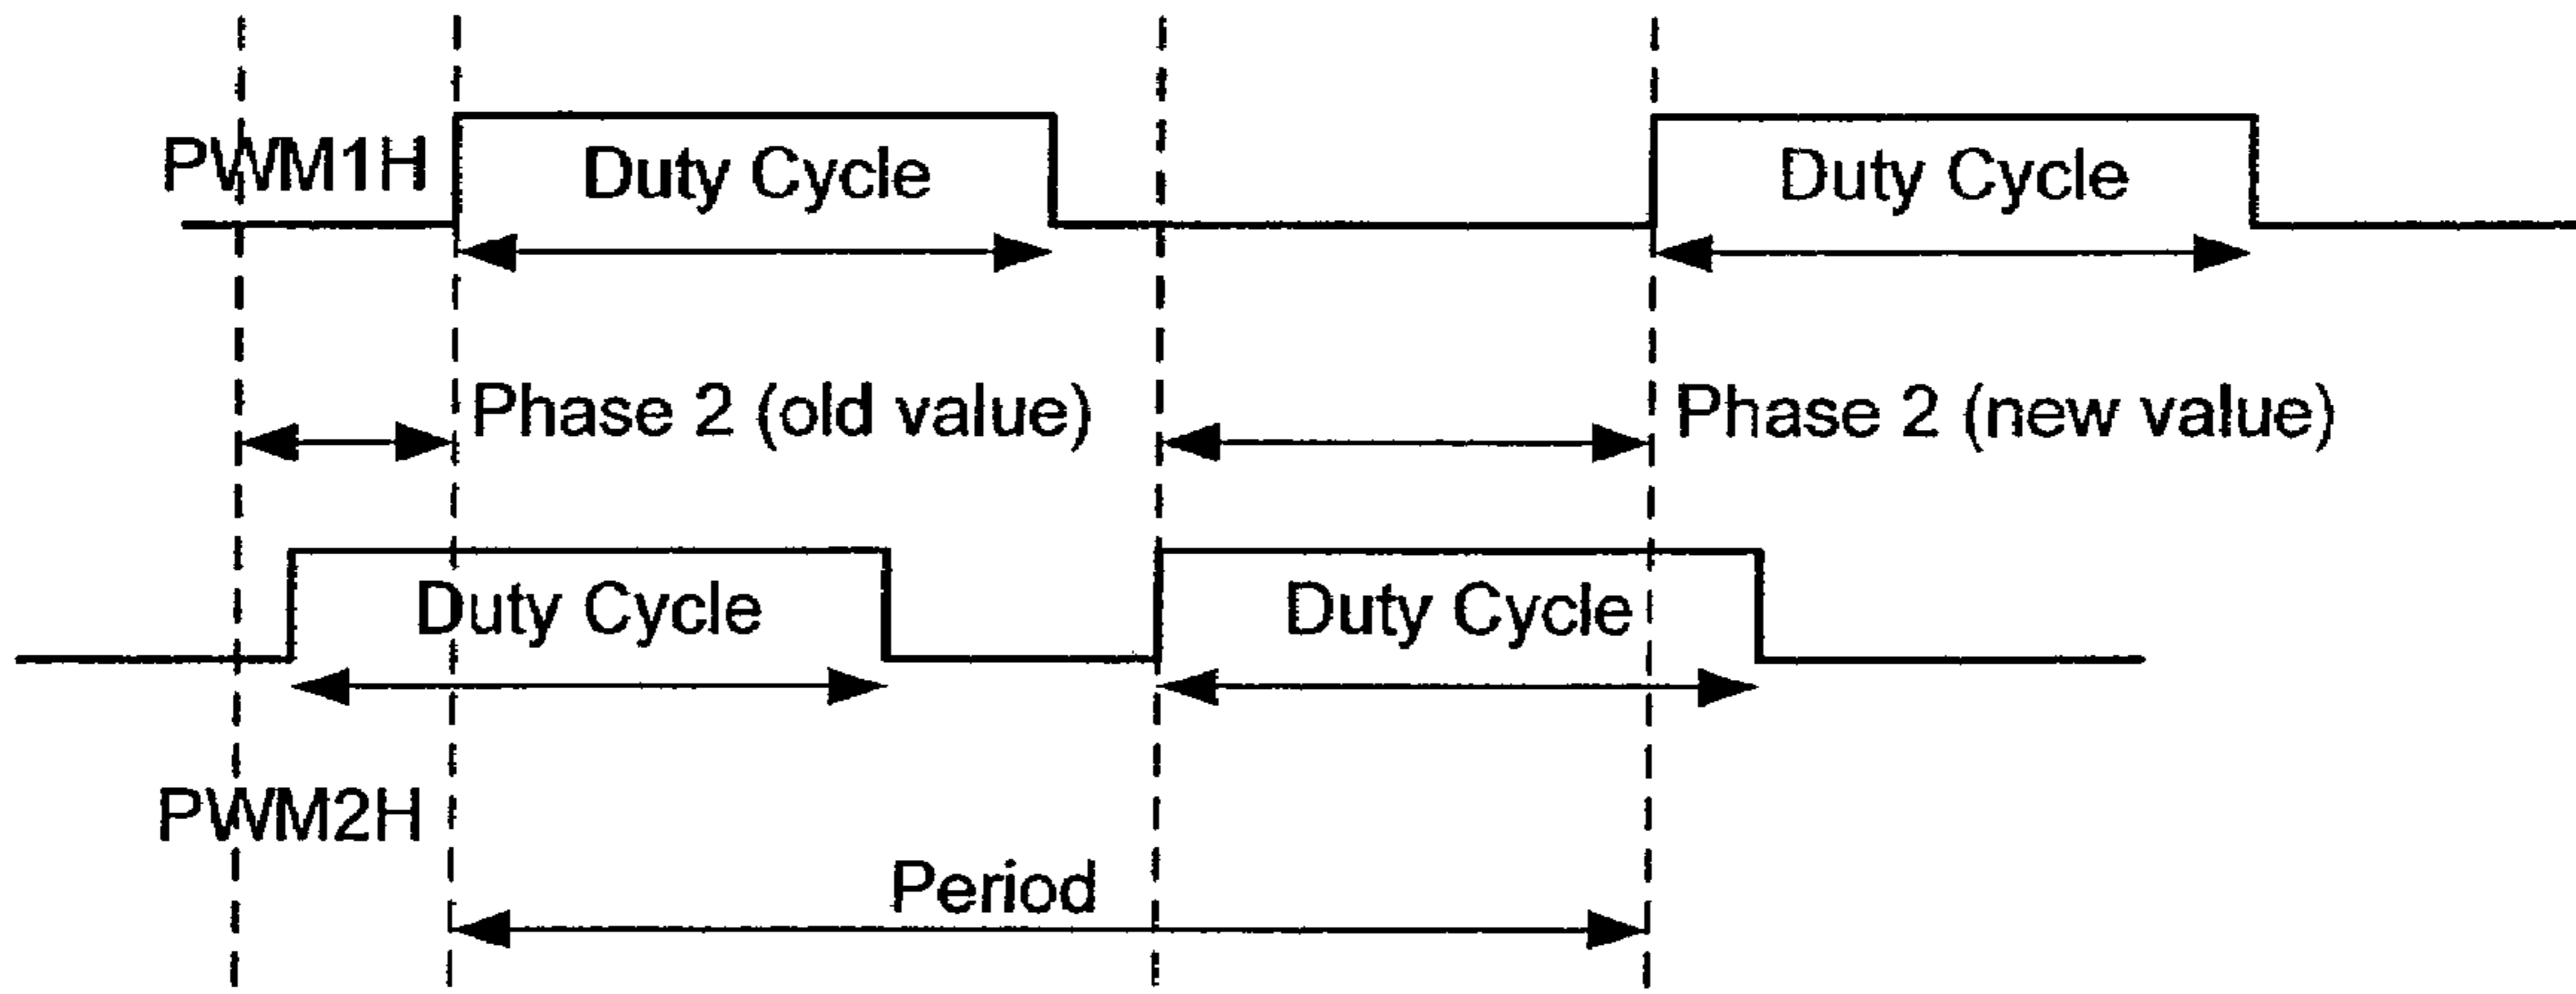 PWM1H
Duty Cycle
Duty Cycle
Phase 2 (old value)
Phase 2 (new value)
Duty Cycle
Duty Cycle
PWM2H
Period